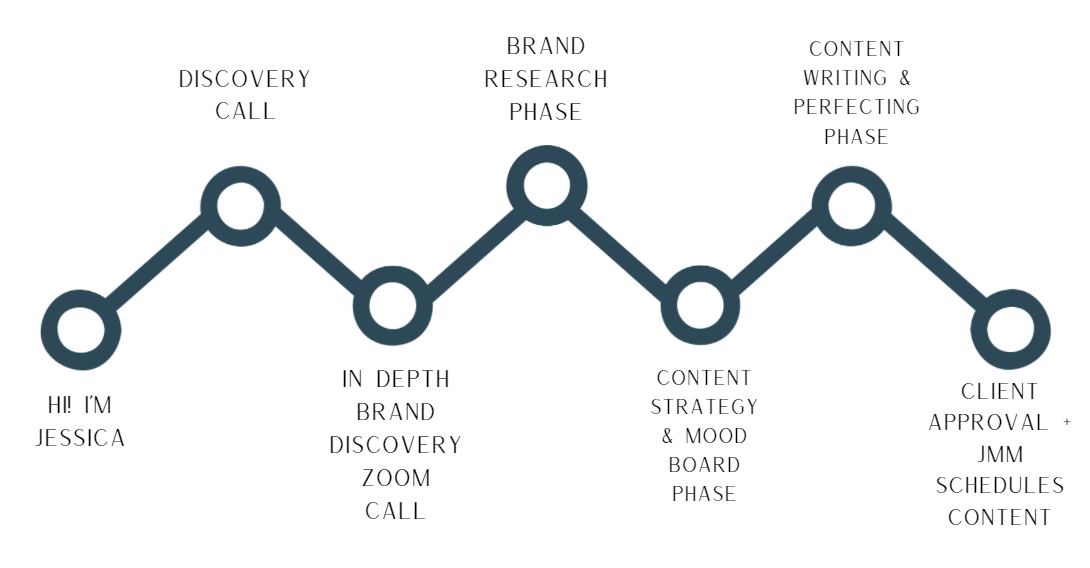 HI! I'M
JESSICA
DISCOVERY
CALL
IN DEPTH
BRAND
DISCOVERY
ZOOM
CALL
BRAND
RESEARCH
PHASE
CONTENT
STRATEGY
& MOOD
BOARD
PHASE
CONTENT
WRITING &
PERFECTING
PHASE
CLIENT
APPROVAL +
JMM
SCHEDULES
CONTENT